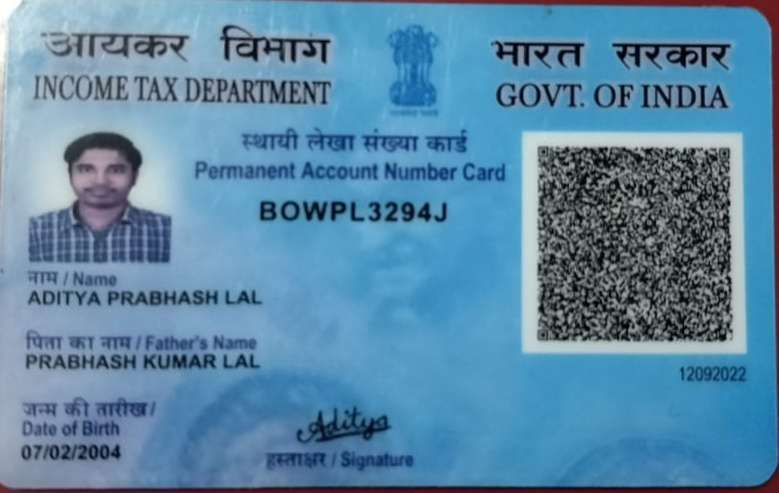 आयकर विभाग
INCOME TAX DEPARTMENT
भारत सरकार
GOVT. OF INDIA
स्थायी लेखा संख्या कार्ड
Permanent Account Number Card
BOWPL3294J
नाम / Name
ADITYA PRABHASH LAL
पिता का नाम / Father's Name
PRABHASH KUMAR LAL
12092022
जन्म की तारीख /
Date of Birth
07/02/2004
Aditya
हस्ताक्षर / Signature